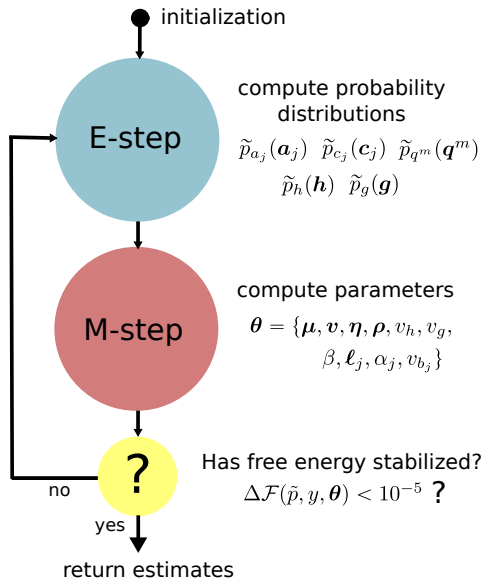 initialization
E-step
compute probability
distributions
p̃_{a_j}(a_j) p̃_{c_j}(c_j) p̃_{q^m}(q^m)
p̃_h(h) p̃_g(g)
M-step
compute parameters
θ = {μ, v, η, ρ, v_h, v_g,
β, ℓ_j, α_j, v_{b_j}}
?
Has free energy stabilized?
ΔF(p̃, y, θ) < 10^{-5} ?
no
yes
return estimates